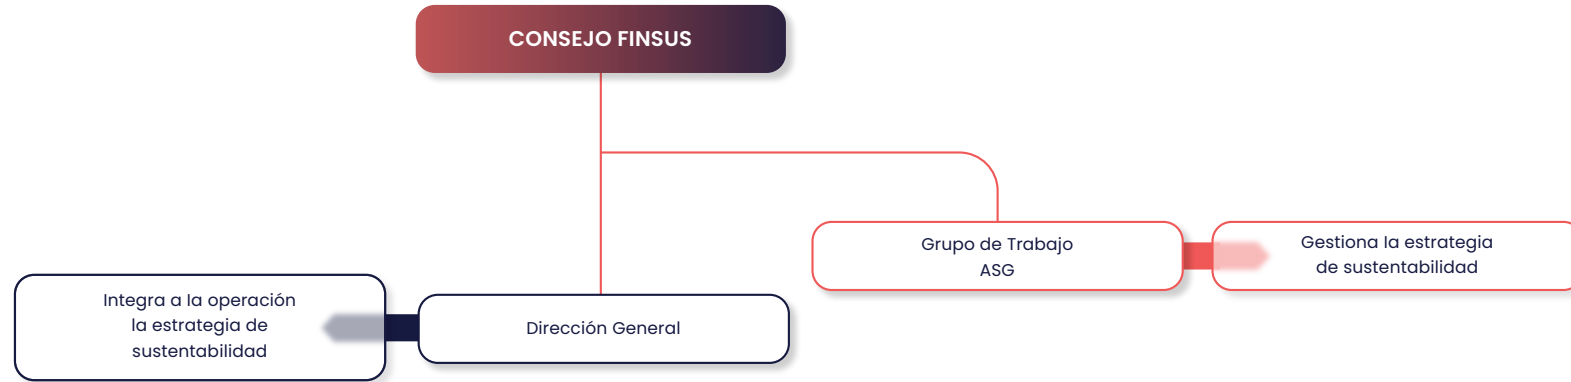 CONSEJO FINSUS
Grupo de Trabajo
ASG
Gestiona la estrategia
de sustentabilidad
Integra a la operación
la estrategia de
sustentabilidad
Dirección General